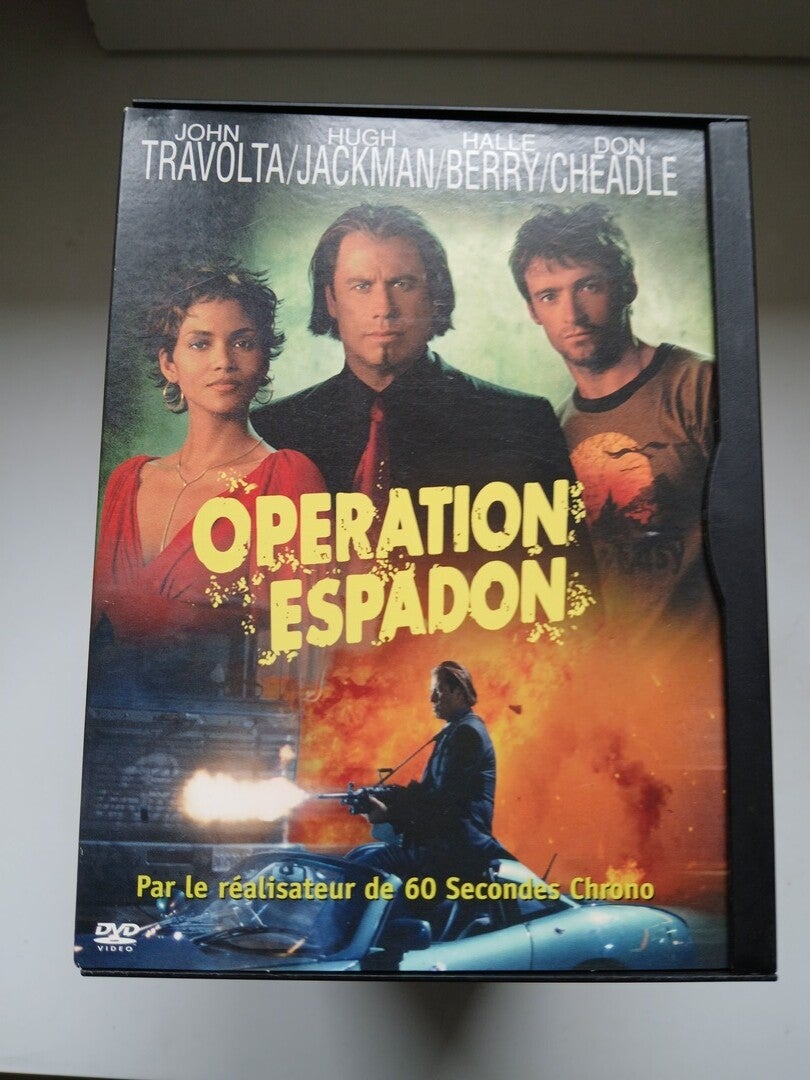 JOHN HUGH HALLE DON
TRAVOLTA/JACKMAN/BERRY/CHEADLE
OPERATION
ESPADON
Par le réalisateur de 60 Secondes Chrono
DVD
VIDEO